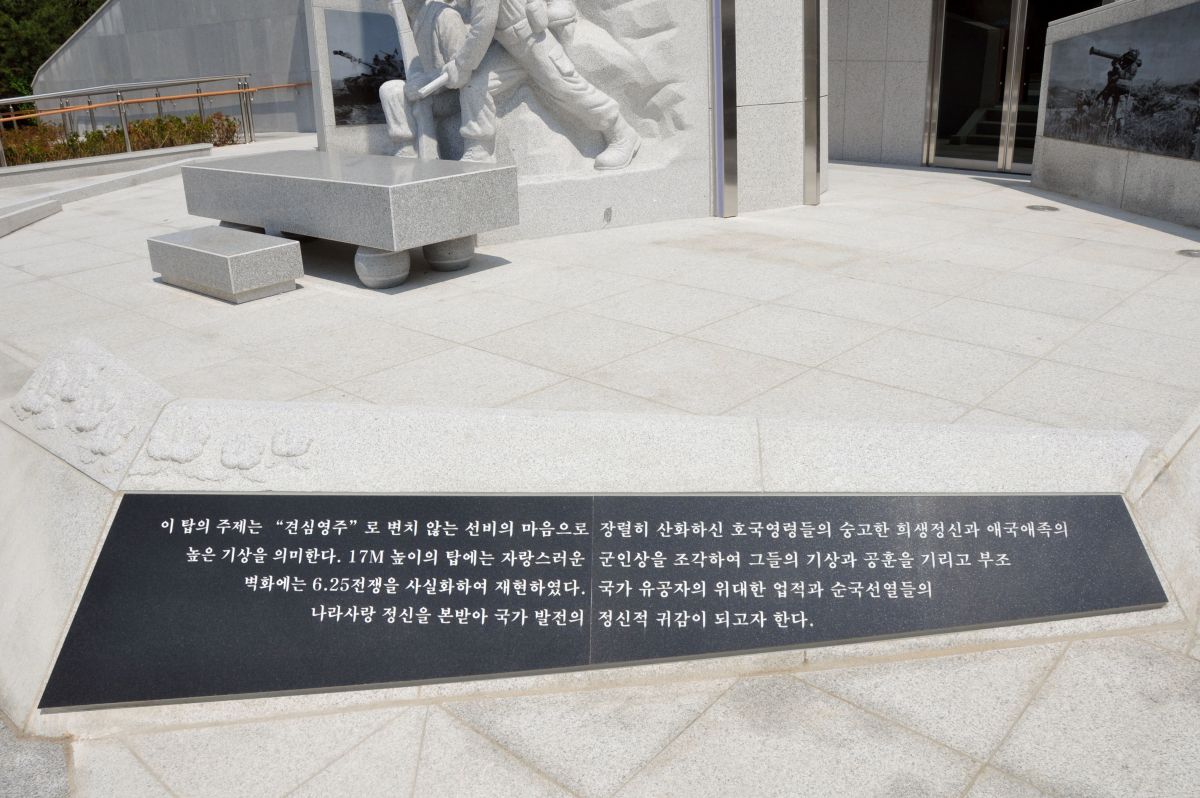 이 탑의 주제는 “견심영주”로 변치 않는 선비의 마음으로 장렬히 산화하신 호국영령들의 숭고한 희생정신과 애국애족의
높은 기상을 의미한다. 17M 높이의 탑에는 자랑스러운 군인상을 조각하여 그들의 기상과 공훈을 기리고 부조
벽화에는 6.25전쟁을 사실화하여 재현하였다. 국가 유공자의 위대한 업적과 순국선열들의
나라사랑 정신을 본받아 국가 발전의 정신적 귀감이 되고자 한다.